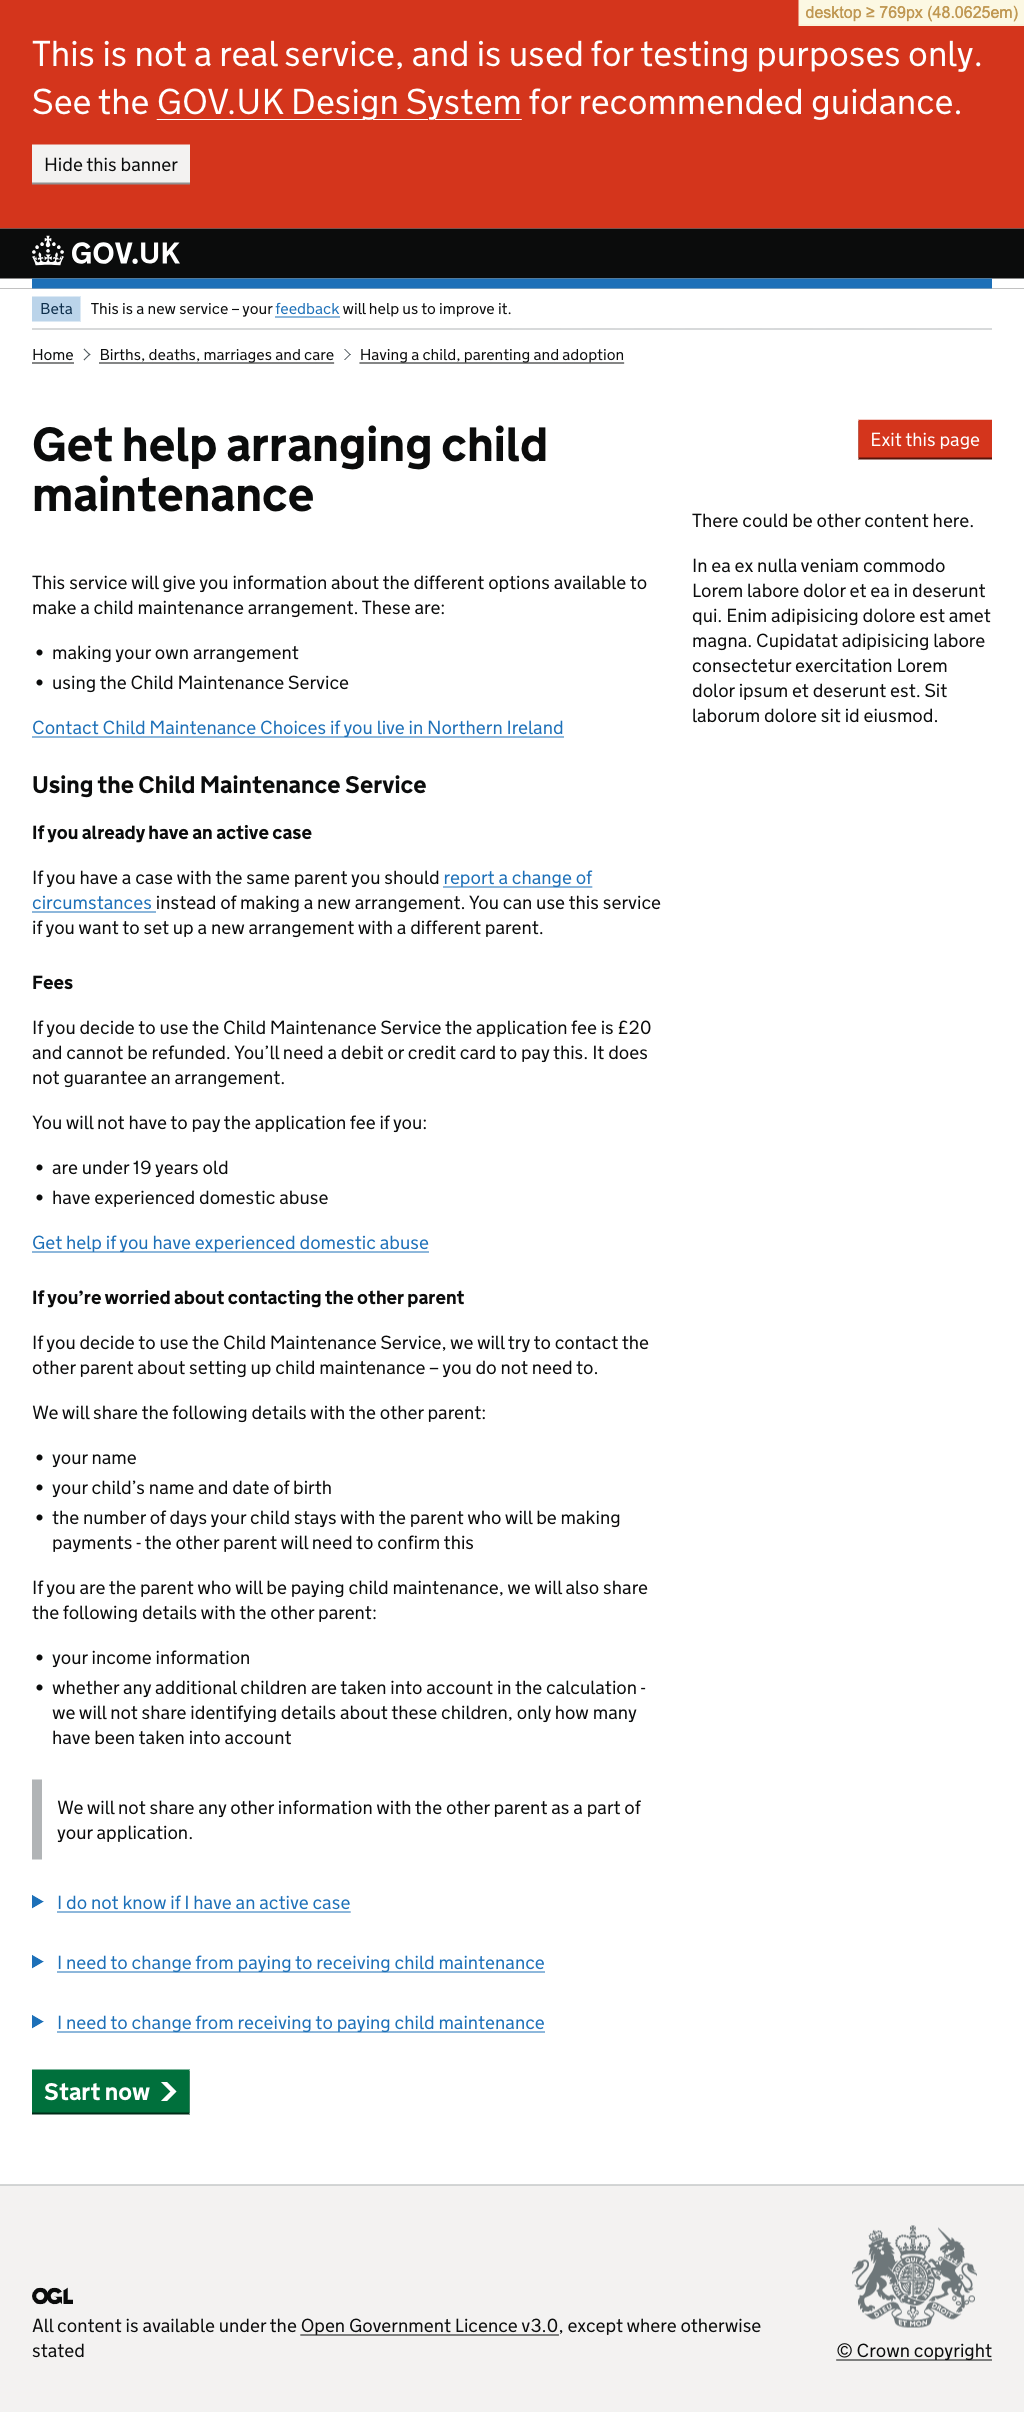 desktop ≥ 769px (48.0625em)
This is not a real service, and is used for testing purposes only.
See the GOV.UK Design System for recommended guidance.
Hide this banner
GOV.UK
Beta This is a new service – your feedback will help us to improve it.
Home Births, deaths, marriages and care Having a child, parenting and adoption
Get help arranging child
maintenance
Exit this page
There could be other content here.
In ea ex nulla veniam commodo
Lorem labore dolor et ea in deserunt
qui. Enim adipisicing dolore est amet
magna. Cupidatat adipisicing labore
consectetur exercitation Lorem
dolor ipsum et deserunt est. Sit
laborum dolore sit id eiusmod.
This service will give you information about the different options available to
make a child maintenance arrangement. These are:
• making your own arrangement
• using the Child Maintenance Service
Contact Child Maintenance Choices if you live in Northern Ireland
Using the Child Maintenance Service
If you already have an active case
If you have a case with the same parent you should report a change of
circumstances instead of making a new arrangement. You can use this service
if you want to set up a new arrangement with a different parent.
Fees
If you decide to use the Child Maintenance Service the application fee is £20
and cannot be refunded. You’ll need a debit or credit card to pay this. It does
not guarantee an arrangement.
You will not have to pay the application fee if you:
• are under 19 years old
• have experienced domestic abuse
Get help if you have experienced domestic abuse
If you’re worried about contacting the other parent
If you decide to use the Child Maintenance Service, we will try to contact the
other parent about setting up child maintenance – you do not need to.
We will share the following details with the other parent:
• your name
• your child’s name and date of birth
• the number of days your child stays with the parent who will be making
payments - the other parent will need to confirm this
If you are the parent who will be paying child maintenance, we will also share
the following details with the other parent:
• your income information
• whether any additional children are taken into account in the calculation -
we will not share identifying details about these children, only how many
have been taken into account
We will not share any other information with the other parent as a part of
your application.
I do not know if I have an active case
I need to change from paying to receiving child maintenance
I need to change from receiving to paying child maintenance
Start now
OGL
All content is available under the Open Government Licence v3.0, except where otherwise
stated
© Crown copyright